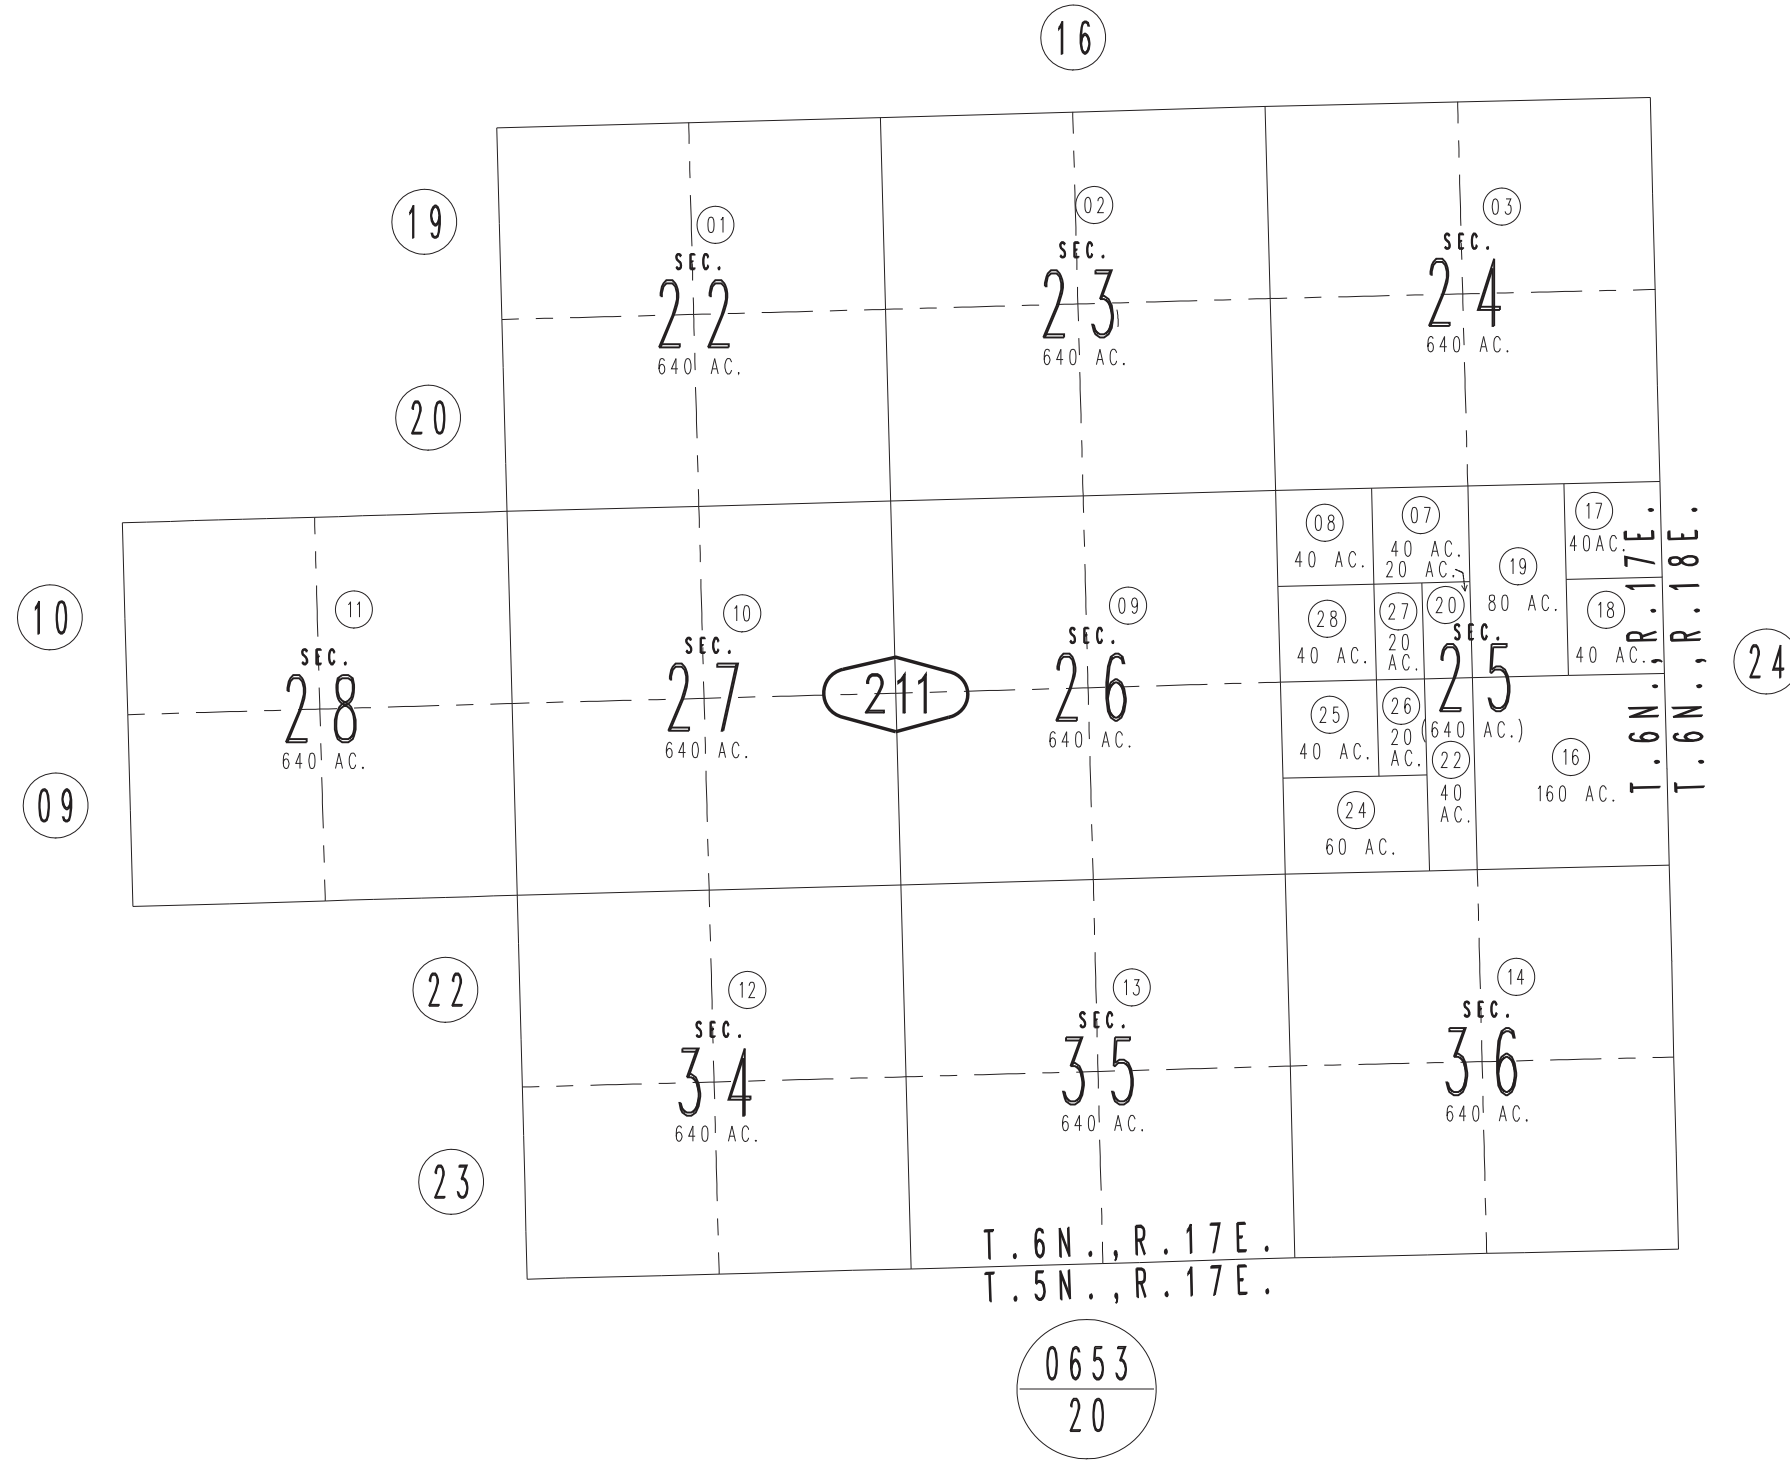 16
19
01
SEC.
22
640 AC.
02
SEC.
23
640 AC.
03
SEC.
24
640 AC.
20
10
09
11
SEC.
28
640 AC.
10
SEC.
27
640 AC.
211
09
SEC.
26
640 AC.
08
40 AC.
07
40 AC.
20 AC.
19
80 AC.
17
40AC.
18
40 AC.
28
40 AC.
27
20
AC.
20
SEC.
25
(640 AC.)
25
40 AC.
26
20
AC.
22
40
AC.
24
60 AC.
16
160 AC.
T.6N.,R.17E.
T.6N.,R.18E.
24
22
23
12
SEC.
34
640 AC.
13
SEC.
35
640 AC.
14
SEC.
36
640 AC.
T.6N.,R.17E.
T.5N.,R.17E.
0653
20